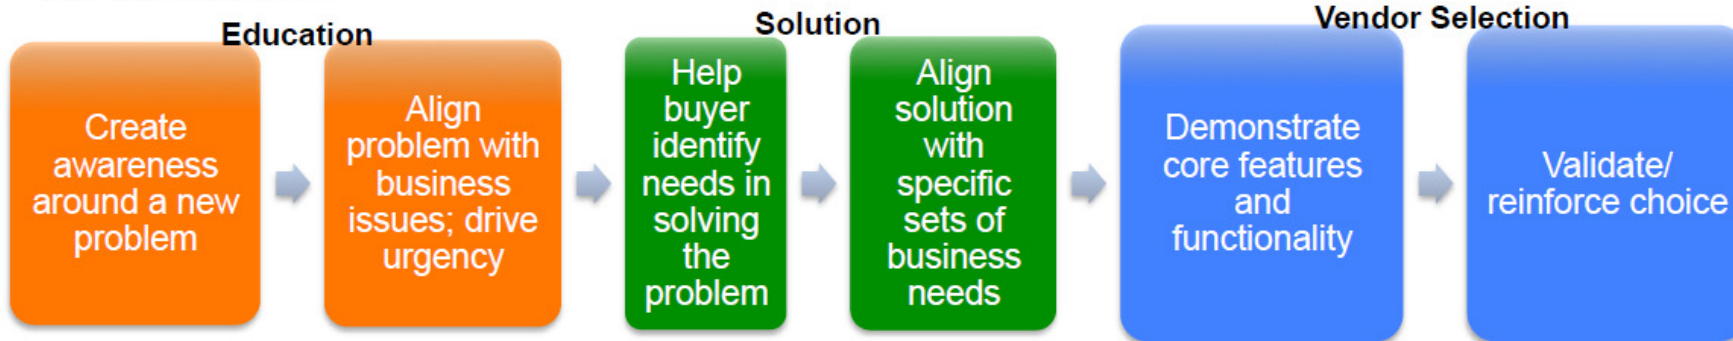 Education
Create
awareness
around a new
problem
Align
problem with
business
issues; drive
urgency
Solution
Help
buyer
identify
needs in
solving
the
problem
Align
solution
with
specific
sets of
business
needs
Vendor Selection
Demonstrate
core features
and
functionality
Validate/
reinforce choice